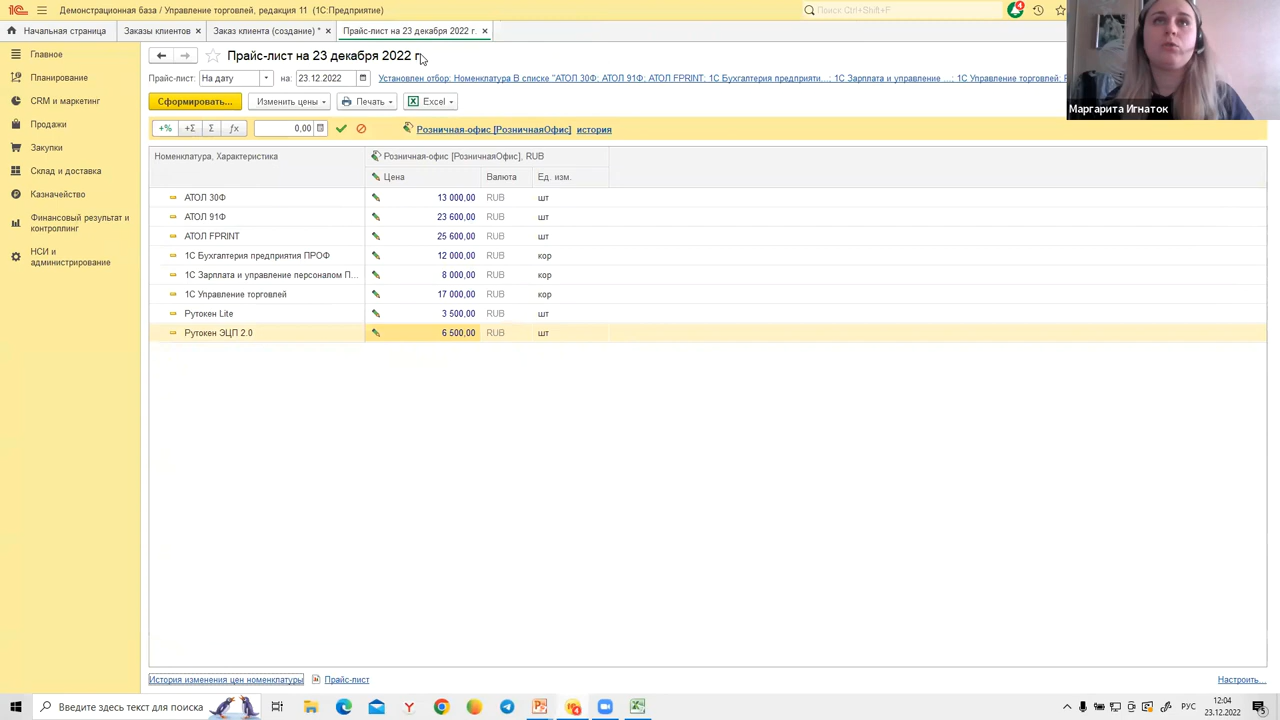 Демонстрационная база / Управление торговлей, редакция 11 (1С:Предприятие)
Поиск Ctrl+Shift+F
4
Начальная страница
Заказы клиентов ×
Заказ клиента (создание) * ×
Прайс-лист на 23 декабря 2022 г. ×
Главное
Планирование
CRM и маркетинг
Продажи
Закупки
Склад и доставка
Казначейство
Финансовый результат и
контроллинг
НСИ и
администрирование
Прайс-лист на 23 декабря 2022 г.
Прайс-лист: На дату на: 23.12.2022 Установлен отбор: Номенклатура В списке "АТОЛ 30Ф; АТОЛ 91Ф; АТОЛ FPRINT; 1С Бухгалтерия предприяти...; 1С Зарплата и управление ...; 1С Управление торговлей;
Сформировать... Изменить цены Печать Excel
+% +Σ Σ ƒx 0,00 Розничная-офис [РозничнаяОфис] история
Номенклатура, Характеристика Розничная-офис [РозничнаяОфис], RUB
Цена Валюта Ед. изм.
АТОЛ 30Ф 13 000,00 RUB шт
АТОЛ 91Ф 23 600,00 RUB шт
АТОЛ FPRINT 25 600,00 RUB шт
1С Бухгалтерия предприятия ПРОФ 12 000,00 RUB кор
1С Зарплата и управление персоналом П... 8 000,00 RUB кор
1С Управление торговлей 17 000,00 RUB кор
Рутокен Lite 3 500,00 RUB шт
Рутокен ЭЦП 2.0 6 500,00 RUB шт
Маргарита Игнаток
История изменения цен номенклатуры Прайс-лист Настроить...
Введите здесь текст для поиска
РУС
12:04
23.12.2022